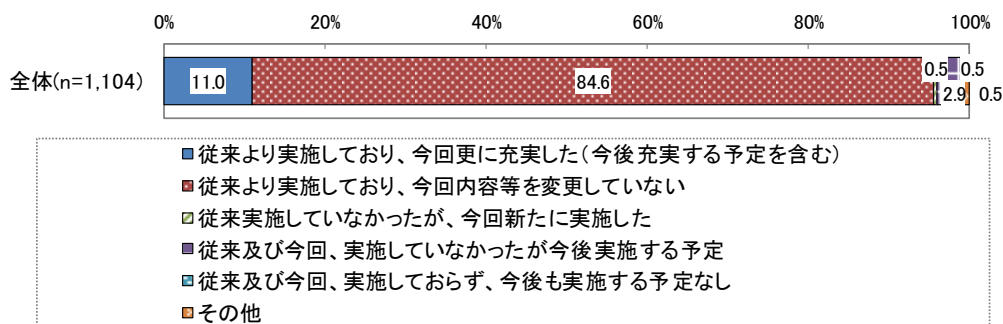 0% 20% 40% 60% 80% 100%
全体(n=1,104) 11.0 84.6 0.5 2.9 0.5 0.5
従来より実施しており、今回更に充実した(今後充実する予定を含む)
従来より実施しており、今回内容等を変更していない
従来実施していなかったが、今回新たに実施した
従来及び今回、実施していなかったが今後実施する予定
従来及び今回、実施しておらず、今後も実施する予定なし
その他